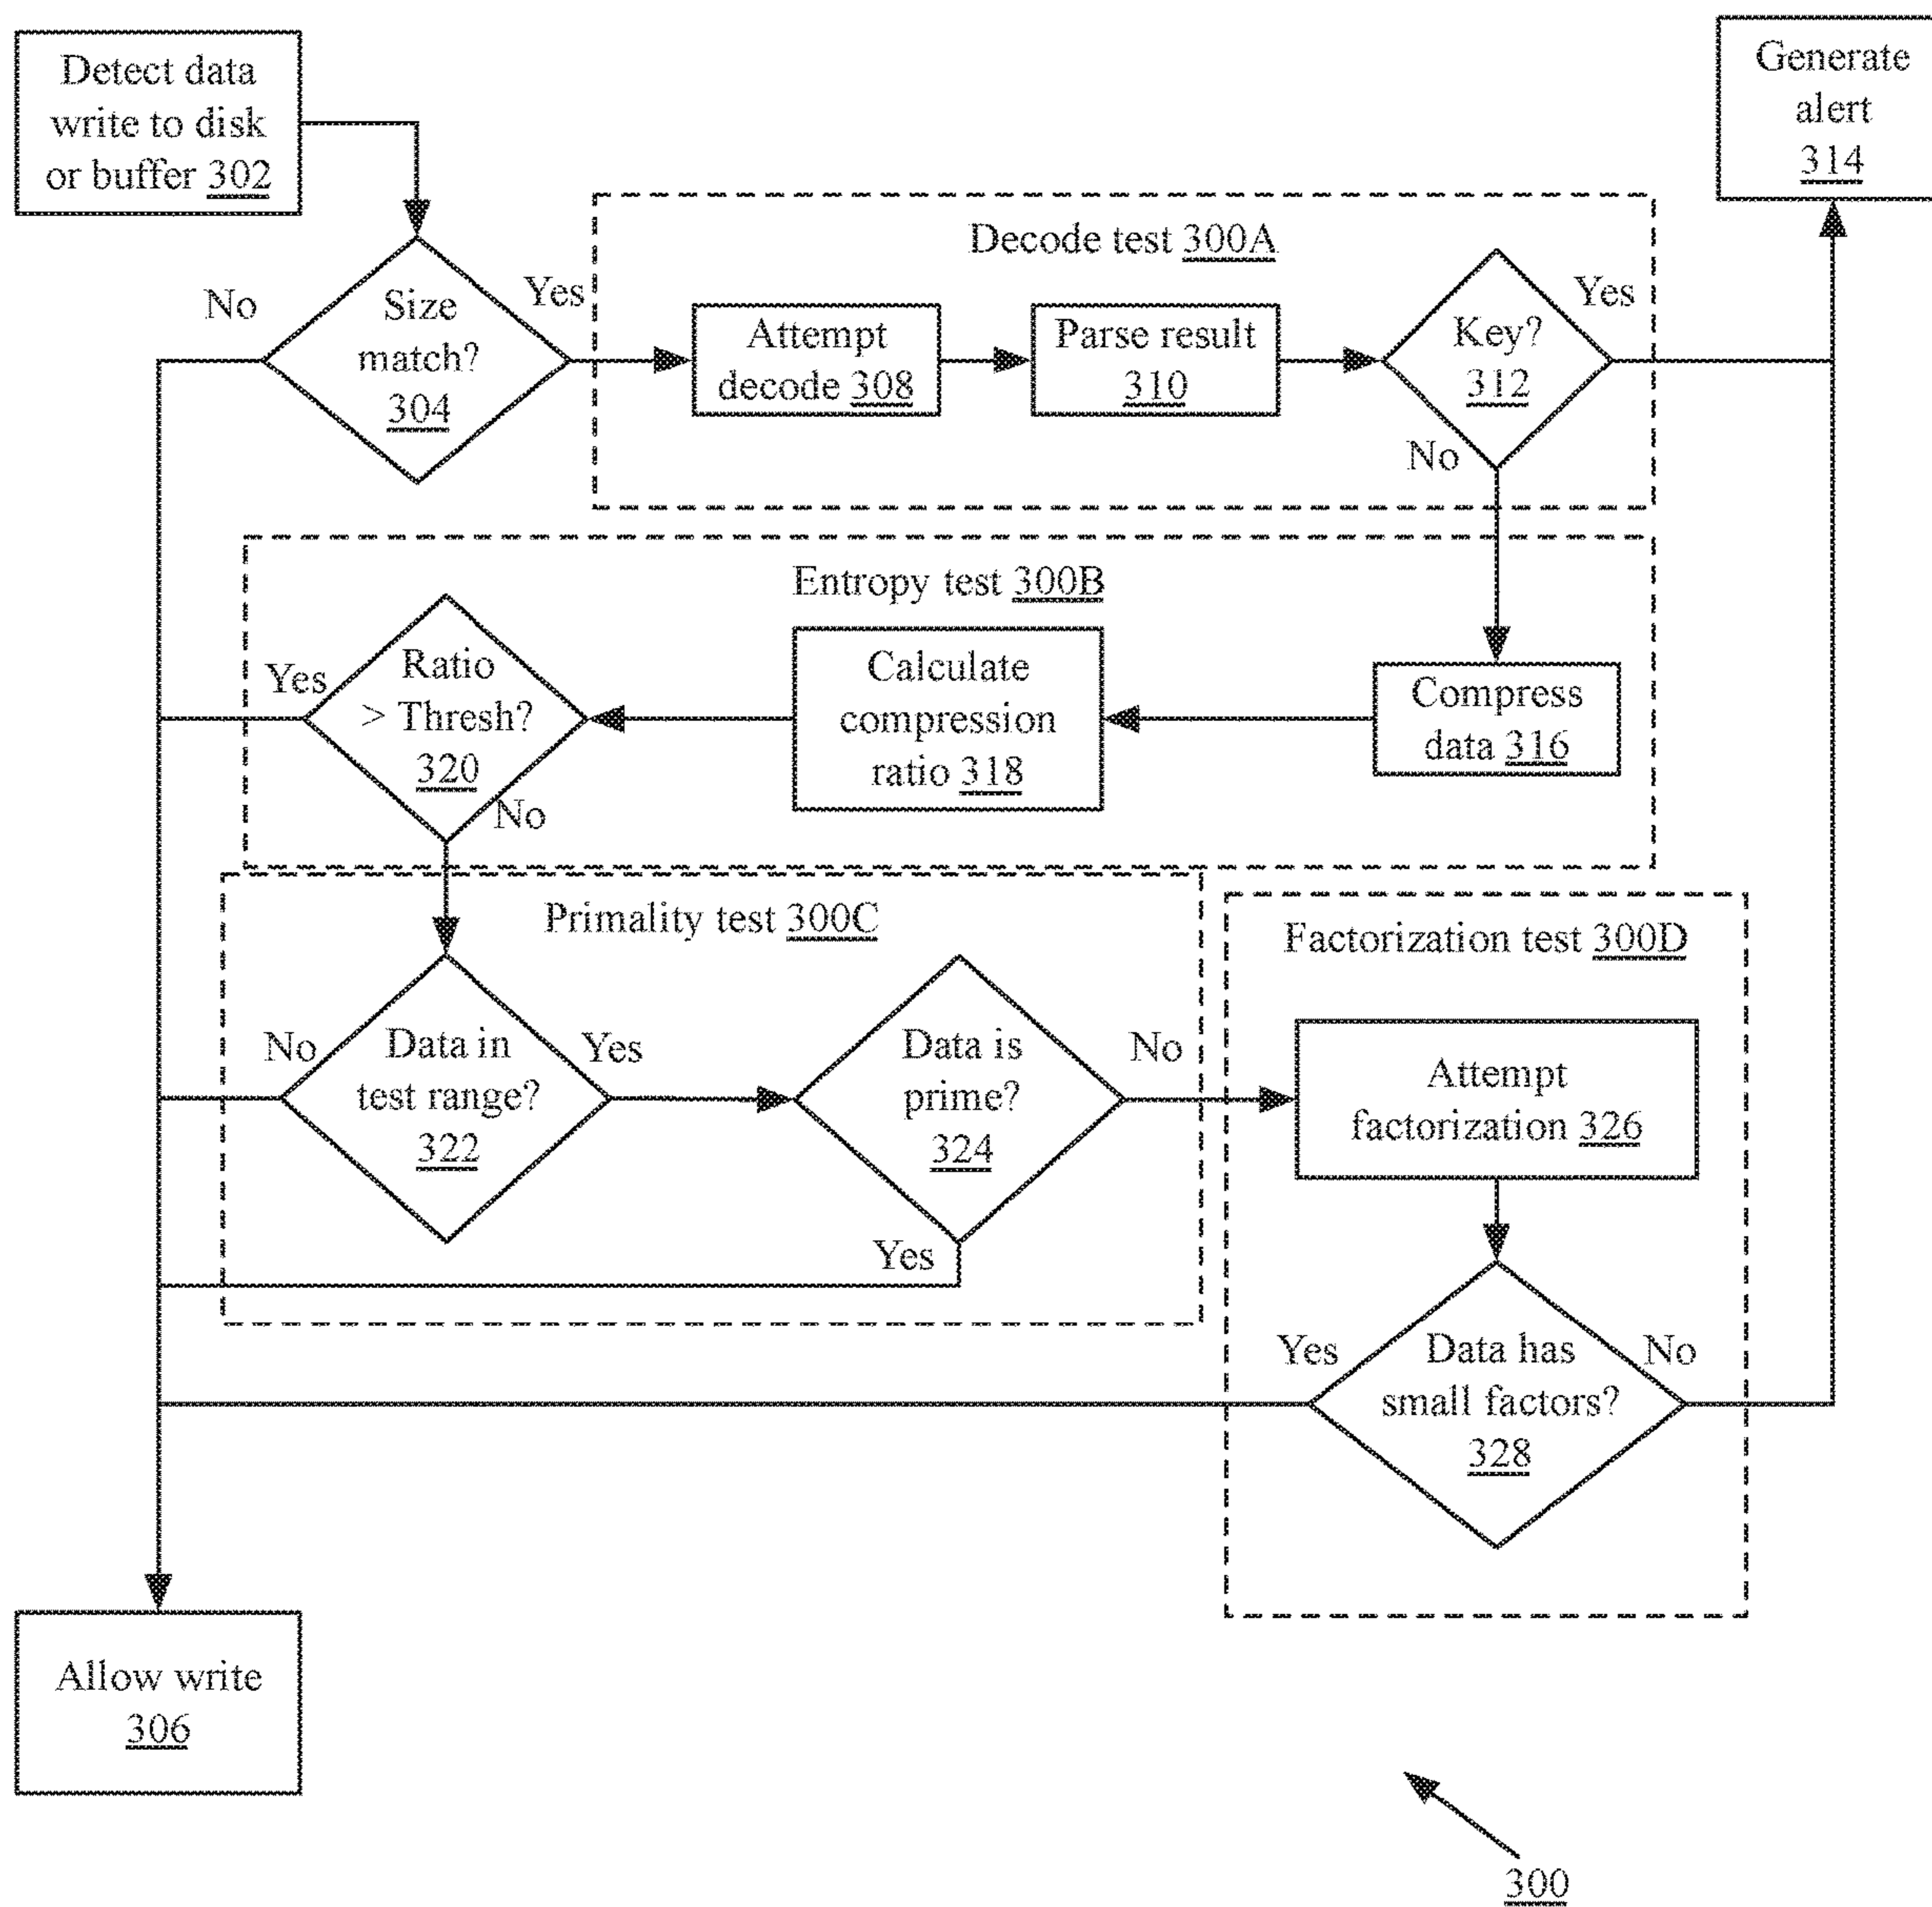 Detect data
write to disk
or buffer 302
Generate
alert
314
Decode test 300A
No
Size
match?
304
Yes
Attempt
decode 308
Parse result
310
Key?
312
Yes
No
Entropy test 300B
Yes
Ratio
> Thresh?
320
No
Calculate
compression
ratio 318
Compress
data 316
Primality test 300C
No
Data in
test range?
322
Yes
Data is
prime?
324
No
Yes
Factorization test 300D
Attempt
factorization 326
Yes
Data has
small factors?
328
No
Allow write
306
300